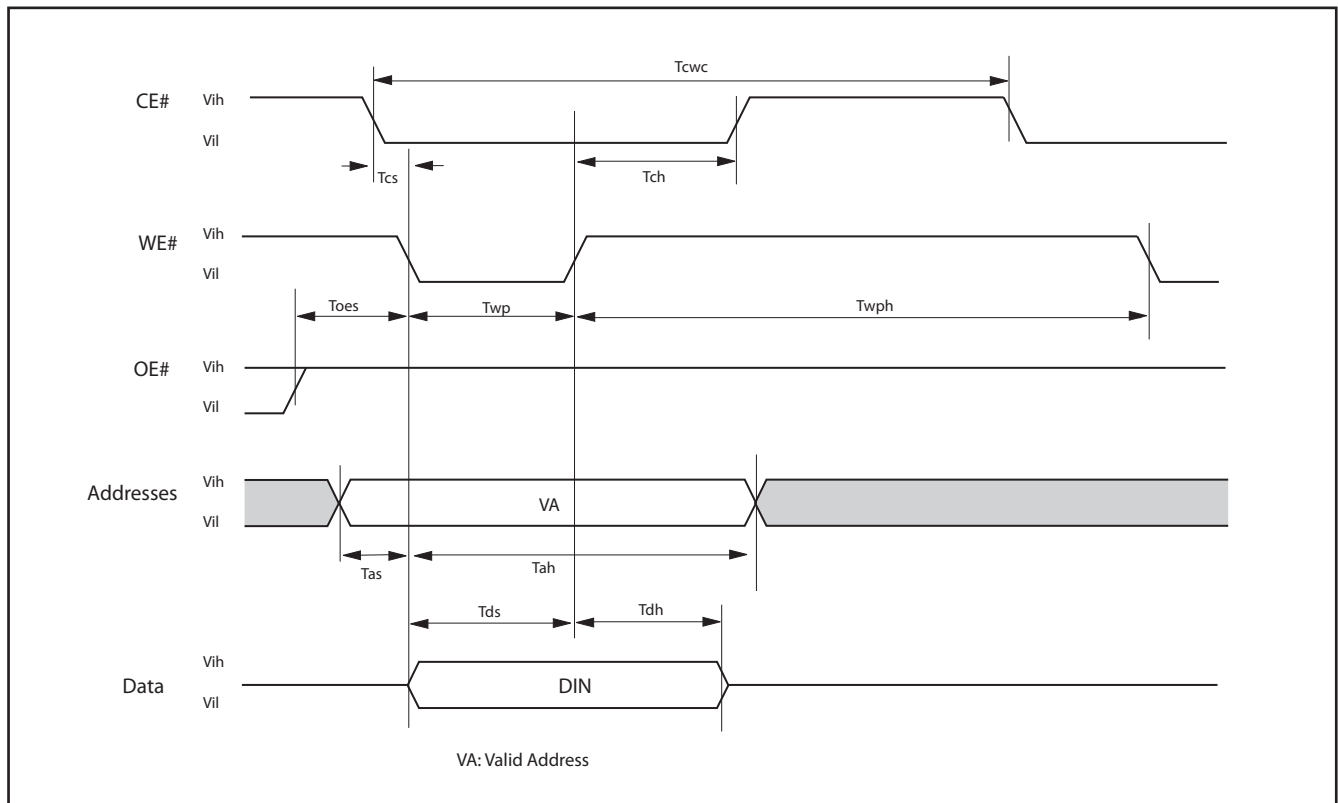 Tcwc
CE#
Vih
Vil
Tcs
Tch
WE#
Vih
Vil
Toes
Twp
Twph
OE#
Vih
Vil
Addresses
Vih
VA
Vil
Tas
Tah
Tds
Tdh
Data
Vih
DIN
Vil
VA: Valid Address